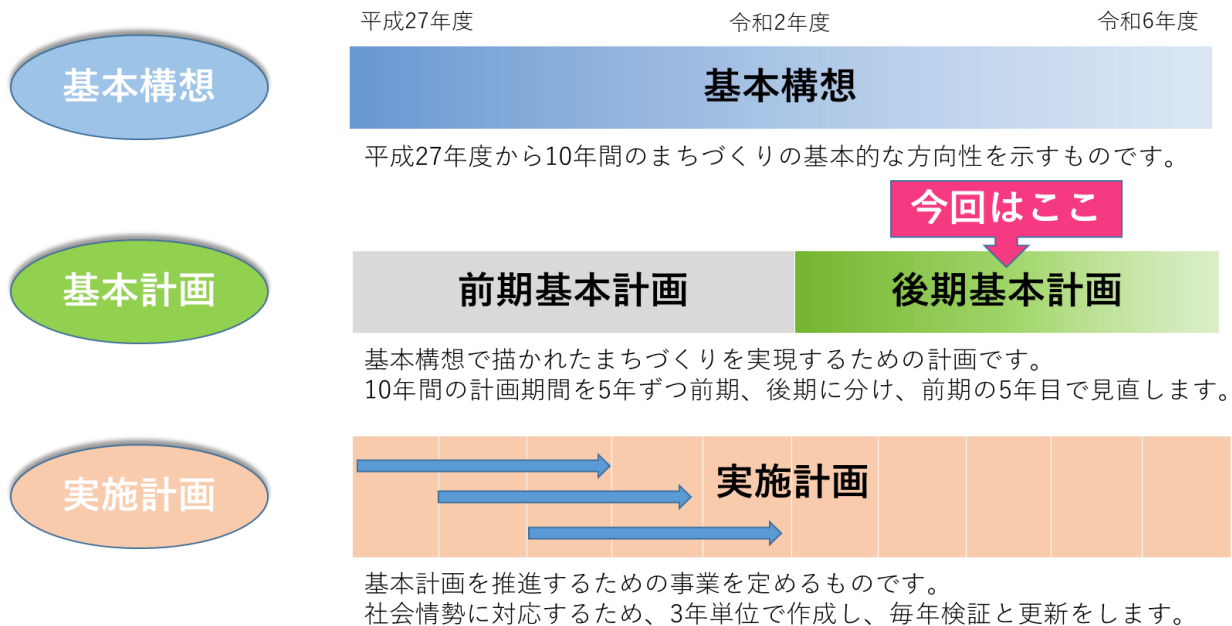 平成27年度
令和2年度
令和6年度
基本構想
基本構想
平成27年度から10年間のまちづくりの基本的な方向性を示すものです。
今回はここ
基本計画
前期基本計画
後期基本計画
基本構想で描かれたまちづくりを実現するための計画です。
10年間の計画期間を5年ずつ前期、後期に分け、前期の5年目で見直します。
実施計画
実施計画
基本計画を推進するための事業を定めるものです。
社会情勢に対応するため、3年単位で作成し、毎年検証と更新をします。